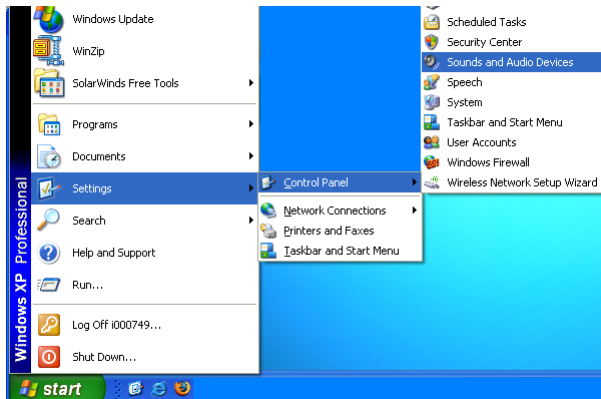 Windows Update
WinZip
SolarWinds Free Tools
Programs
Documents
Settings
Search
Help and Support
Run...
Log Off i000749...
Shut Down...
Windows XP Professional
start
Control Panel
Network Connections
Printers and Faxes
Taskbar and Start Menu
Scheduled Tasks
Security Center
Sounds and Audio Devices
Speech
System
Taskbar and Start Menu
User Accounts
Windows Firewall
Wireless Network Setup Wizard